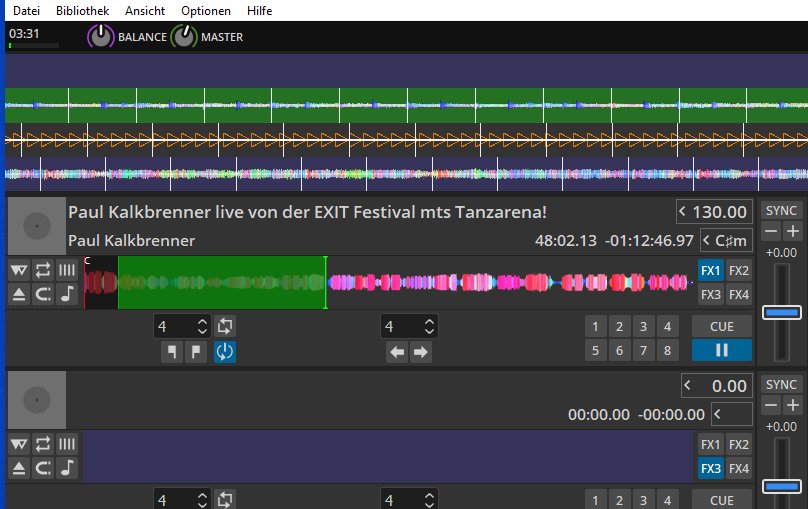 Datei Bibliothek Ansicht Optionen Hilfe
03:31 BALANCE MASTER
Paul Kalkbrenner live von der EXIT Festival mts Tanzarena! < 130.00 SYNC
Paul Kalkbrenner 48:02.13 -01:12:46.97 < C♯m − +
+0.00
C FX1 FX2
FX3 FX4
4 4 1 2 3 4 CUE
5 6 7 8
< 0.00 SYNC
00:00.00 -00:00.00 < − +
+0.00
FX1 FX2
FX3 FX4
4 4 1 2 3 4 CUE